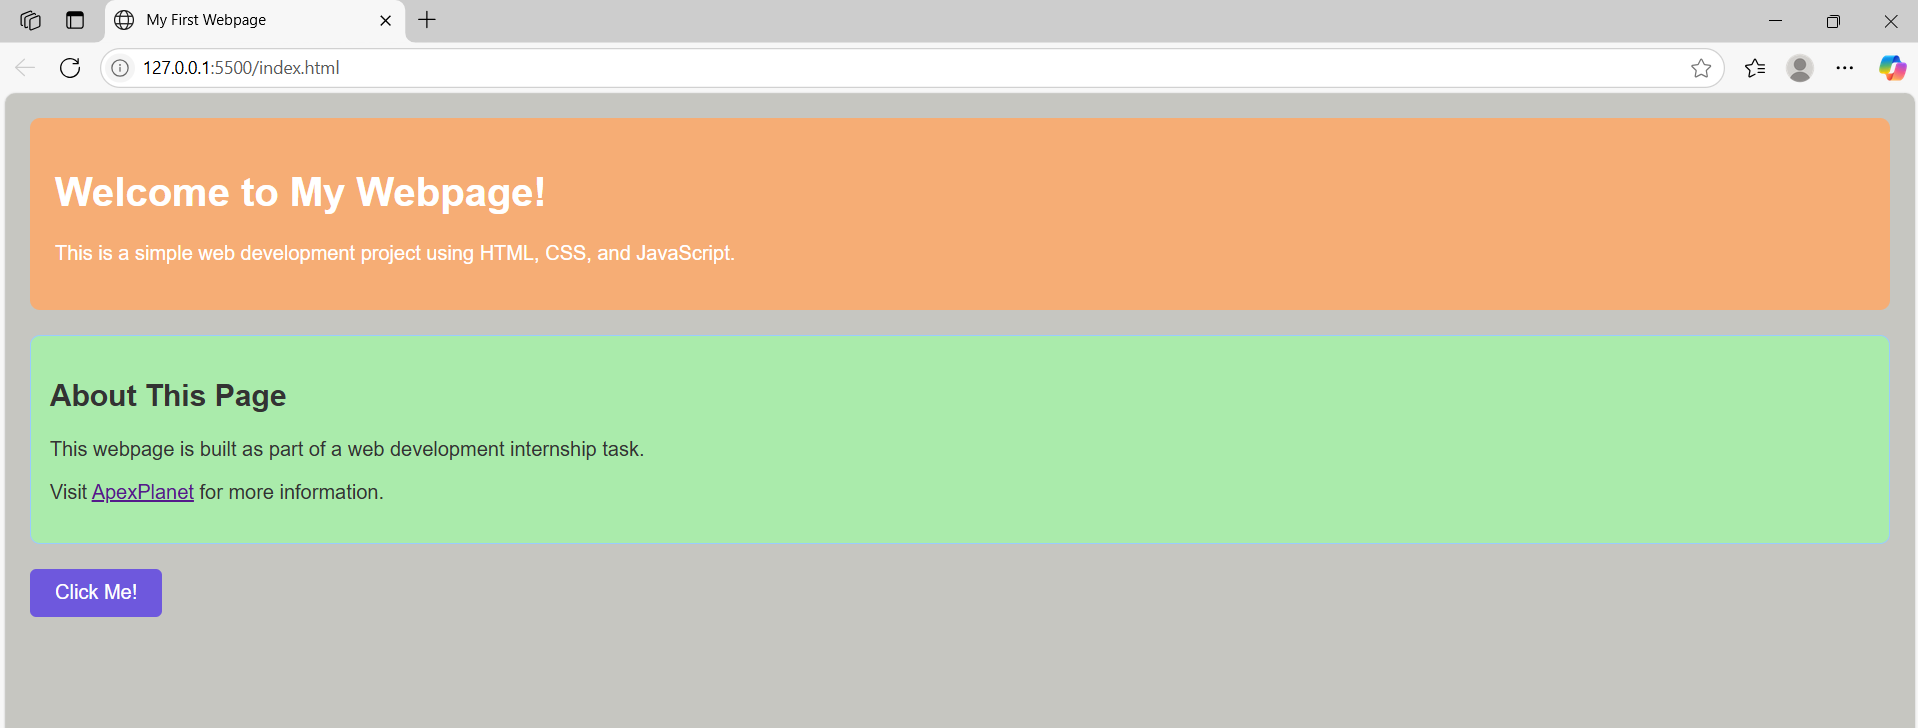 My First Webpage
127.0.0.1:5500/index.html
Welcome to My Webpage!
This is a simple web development project using HTML, CSS, and JavaScript.
About This Page
This webpage is built as part of a web development internship task.
Visit ApexPlanet for more information.
Click Me!